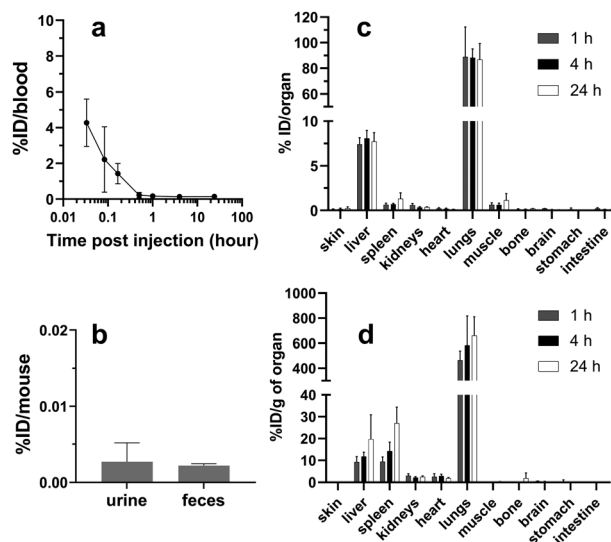 a
%ID/blood
10
8
6
4
2
0
0.01 0.1 1 10 100
Time post injection (hour)
b
%ID/mouse
0.02
0.01
0.00
urine feces
c
% ID/organ
120
100
80
60
10
5
0
1 h
4 h
24 h
skin liver spleen kidneys heart lungs muscle bone brain stomach intestine
d
%ID/g of organ
1000
800
600
400
40
30
20
10
0
1 h
4 h
24 h
skin liver spleen kidneys heart lungs muscle bone brain stomach intestine